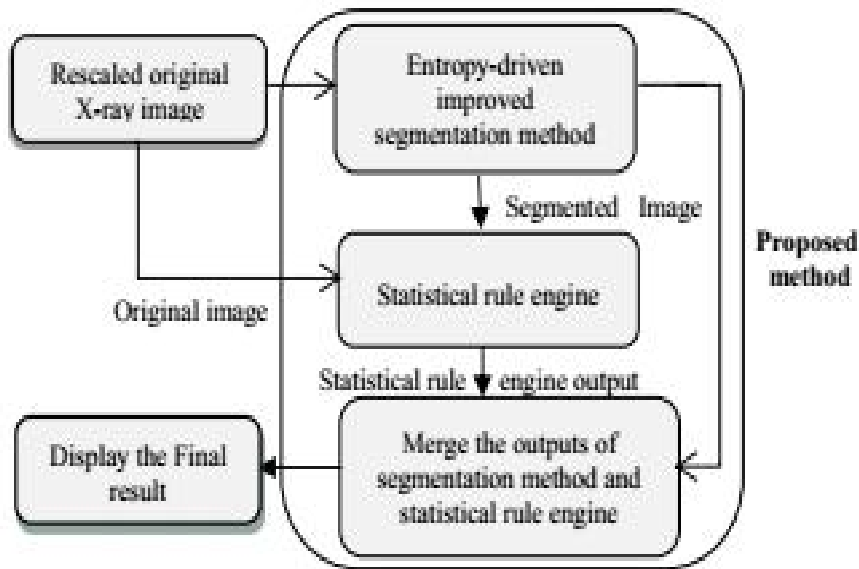 Rescaled original
X-ray image
Entropy-driven
improved
segmentation method
Segmented Image
Proposed
method
Statistical rule engine
Original image
Statistical rule engine output
Merge the outputs of
segmentation method and
statistical rule engine
Display the Final
result